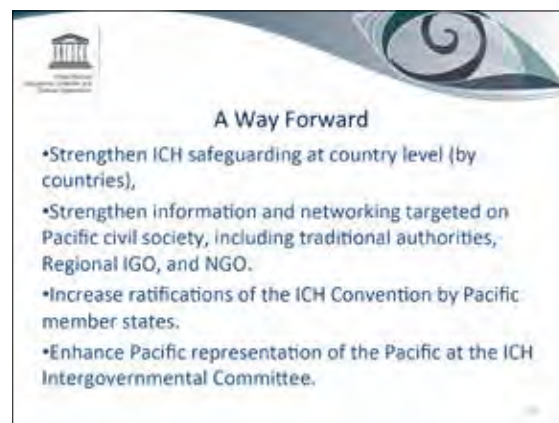 A Way Forward
•Strengthen ICH safeguarding at country level (by
countries),
•Strengthen information and networking targeted on
Pacific civil society, including traditional authorities,
Regional IGO, and NGO.
•Increase ratifications of the ICH Convention by Pacific
member states.
•Enhance Pacific representation of the Pacific at the ICH
Intergovernmental Committee.